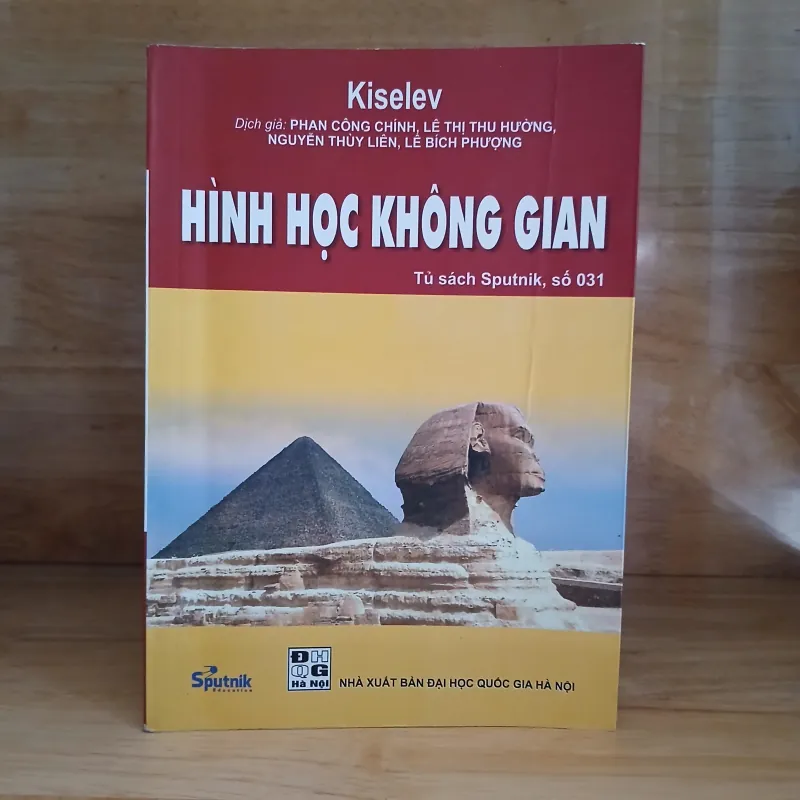 Kiselev
Dịch giả: PHAN CÔNG CHÍNH, LÊ THỊ THU HƯỜNG,
NGUYỄN THÙY LIÊN, LÊ BÍCH PHƯỢNG
HÌNH HỌC KHÔNG GIAN
Tủ sách Sputnik, số 031
Sputnik
Education
ĐH
QG
Hà Nội
NHÀ XUẤT BẢN ĐẠI HỌC QUỐC GIA HÀ NỘI